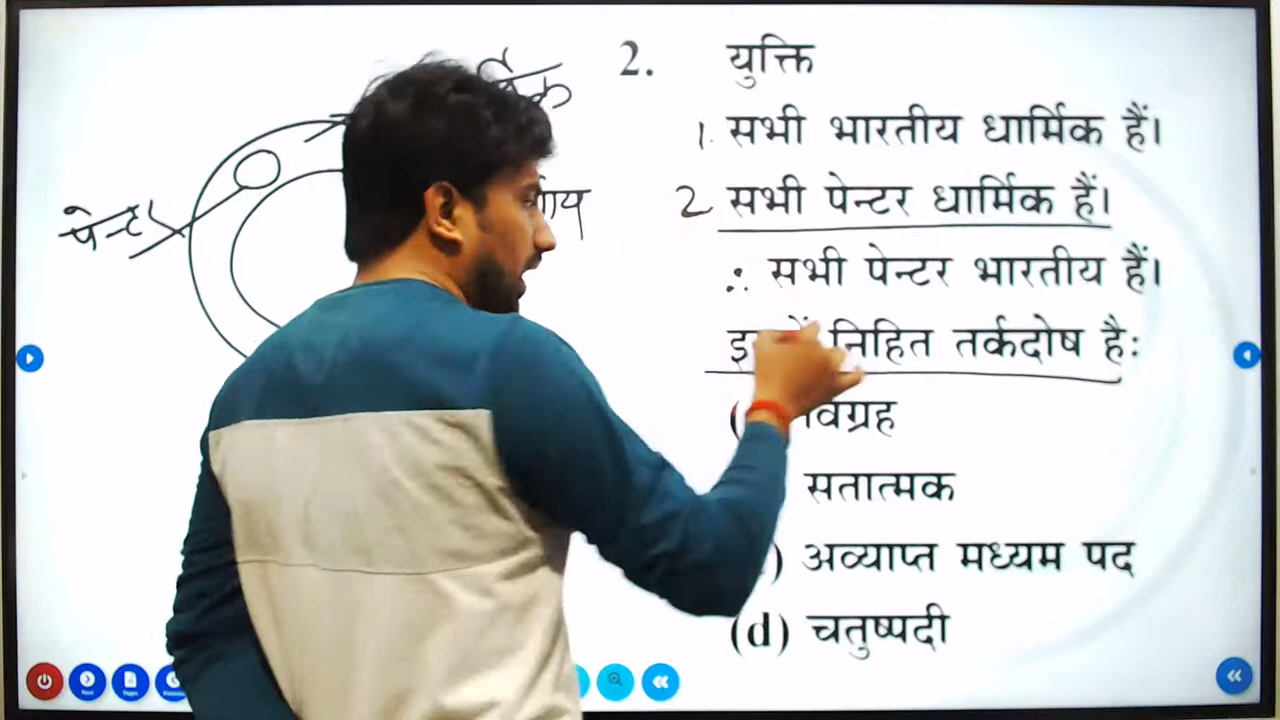 2. युक्ति
1. सभी भारतीय धार्मिक हैं।
2 सभी पेन्टर धार्मिक हैं।
∴ सभी पेन्टर भारतीय हैं।
निहित तर्कदोष है:
सतात्मक
अव्याप्त मध्यम पद
(d) चतुष्पदी
पेन्टर